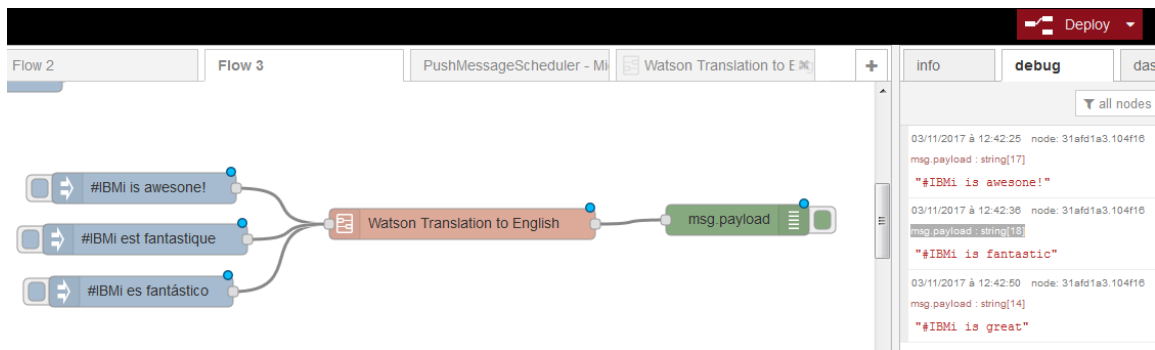 Deploy
Flow 2
Flow 3
PushMessageScheduler - Mi
Watson Translation to E
+
info
debug
das
all nodes
#IBMi is awesone!
#IBMi est fantastique
#IBMi es fantástico
Watson Translation to English
msg.payload
03/11/2017 à 12:42:25 node: 31afd1a3.104f16
msg.payload : string[17]
"#IBMi is awesone!"
03/11/2017 à 12:42:36 node: 31afd1a3.104f16
msg.payload : string[18]
"#IBMi is fantastic"
03/11/2017 à 12:42:50 node: 31afd1a3.104f16
msg.payload : string[14]
"#IBMi is great"